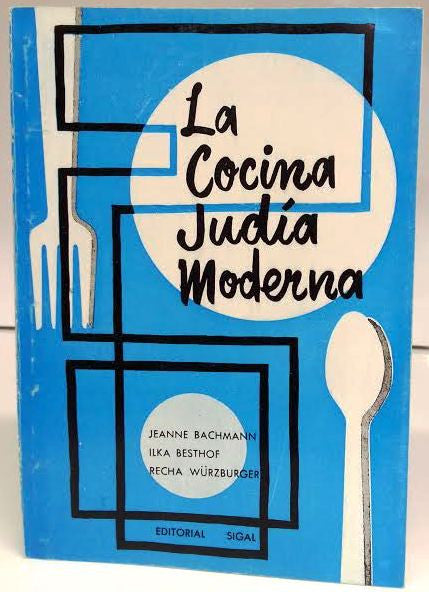 La
Cocina
Judía
Moderna
JEANNE BACHMANN
ILKA BESTHOF
RECHA WÜRZBURGER
EDITORIAL SIGAL